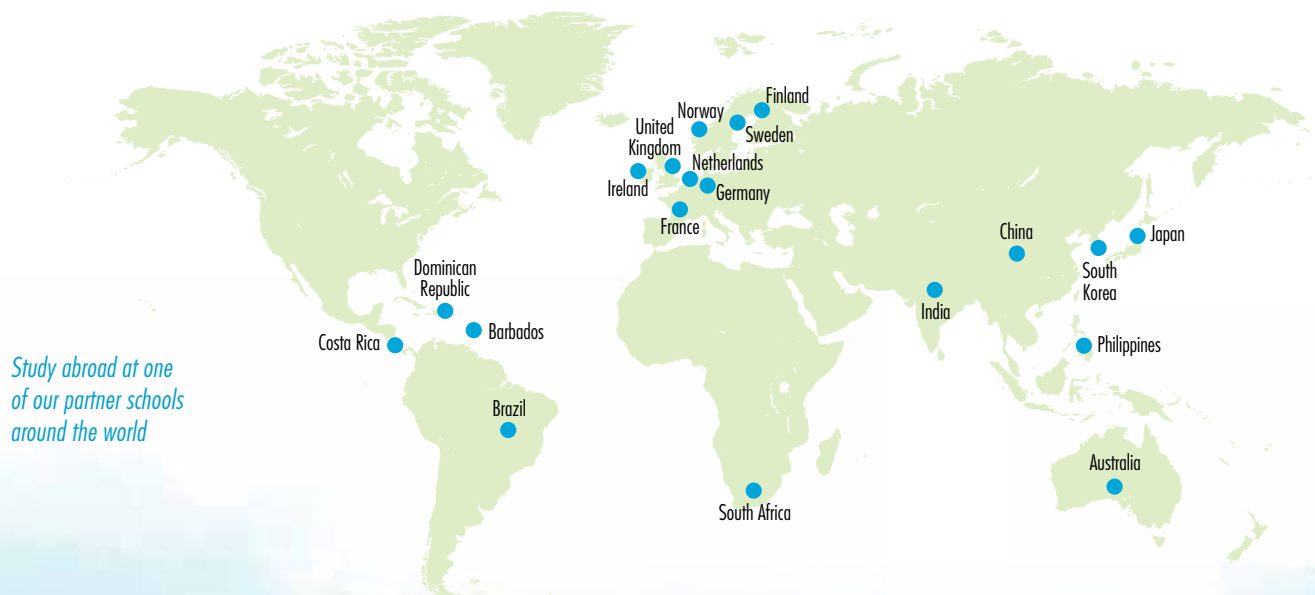 Finland
Norway
Sweden
United
Kingdom
Netherlands
Ireland
Germany
France
China
Japan
South
Korea
India
Dominican
Republic
Barbados
Costa Rica
Philippines
Study abroad at one
of our partner schools
around the world
Brazil
Australia
South Africa